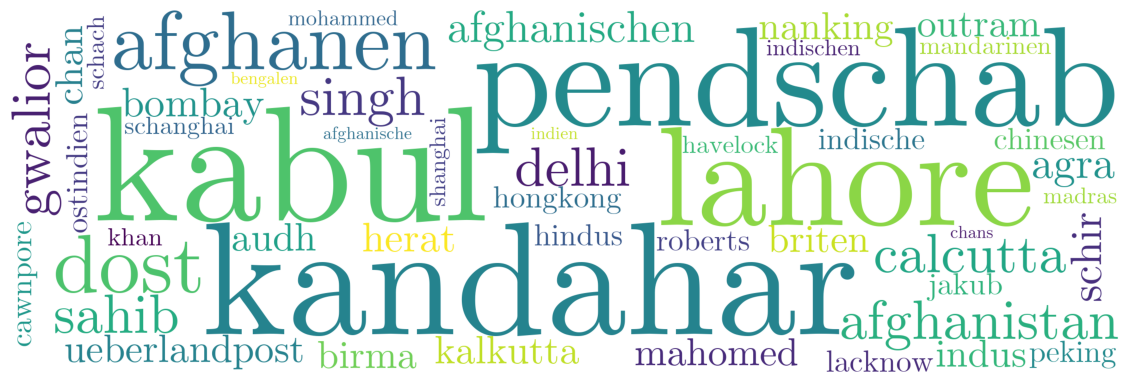 mohammed
afghanen
afghanischen
nanking
outram
indischen
mandarinen
schach
chan
bengalen
pendschab
gwalior
bombay
singh
schanghai
afghanische
indien
havelock
indische
chinesen
ostindien
kabul
shanghai
delhi
lahore
agra
hongkong
madras
cawnpore
khan
audh
herat
hindus
roberts
briten
chans
schir
dost
kandahar
calcutta
jakub
sahib
afghanistan
ueberlandpost
birma
kalkutta
mahomed
lacknow
indus
peking